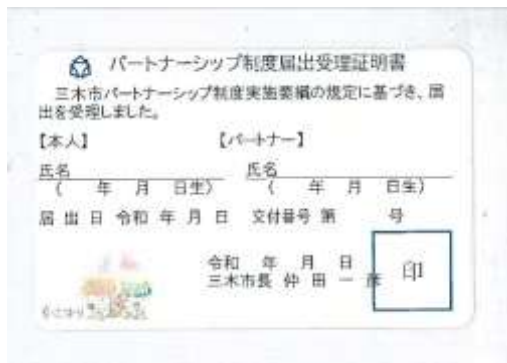 パートナーシップ制度届出受理証明書
三木市パートナーシップ制度実施要綱の規定に基づき、届
出を受理しました。
【本人】 【パートナー】
氏名 氏名
( 年 月 日生) ( 年 月 日生)
届出日 令和 年 月 日 交付番号 第 号
令和 年 月 日
三木市長 仲田一彦
印